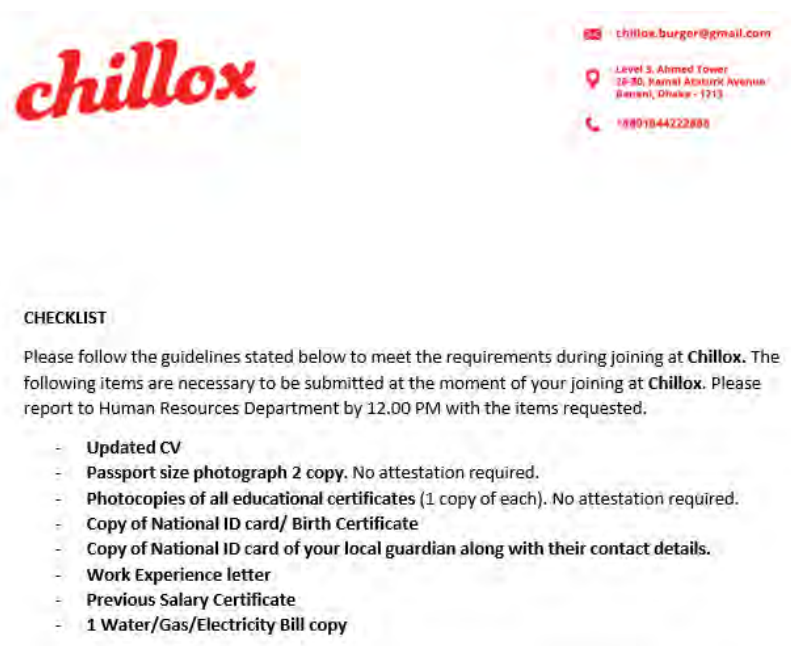 chillox
chillox.burger@gmail.com
Level 5, Ahmed Tower
28-30, Kamal Ataturk Avenue
Banani, Dhaka - 1213
CHECKLIST
Please follow the guidelines stated below to meet the requirements during joining at Chillox. The
following items are necessary to be submitted at the moment of your joining at Chillox. Please
report to Human Resources Department by 12.00 PM with the items requested.
- Updated CV
- Passport size photograph 2 copy. No attestation required.
- Photocopies of all educational certificates (1 copy of each). No attestation required.
- Copy of National ID card/ Birth Certificate
- Copy of National ID card of your local guardian along with their contact details.
- Work Experience letter
- Previous Salary Certificate
- 1 Water/Gas/Electricity Bill copy